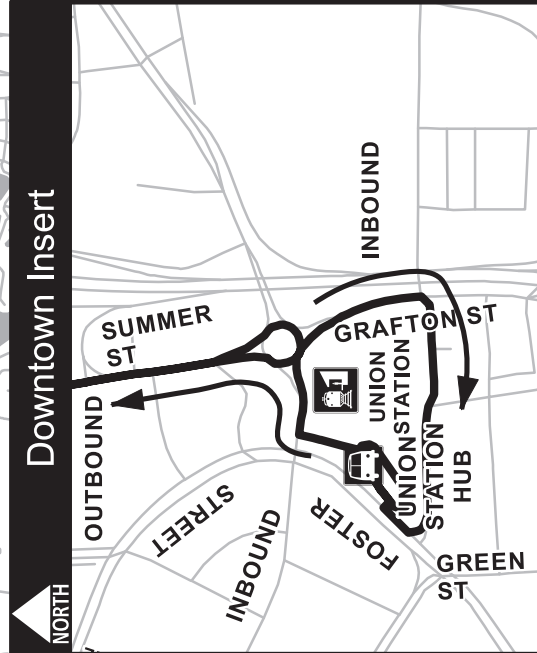 Downtown Insert
NORTH
INBOUND
SUMMER
ST
GRAFTON ST
UNION
STATION
OUTBOUND
UNION
STATION
HUB
STREET
FOSTER
INBOUND
GREEN
ST